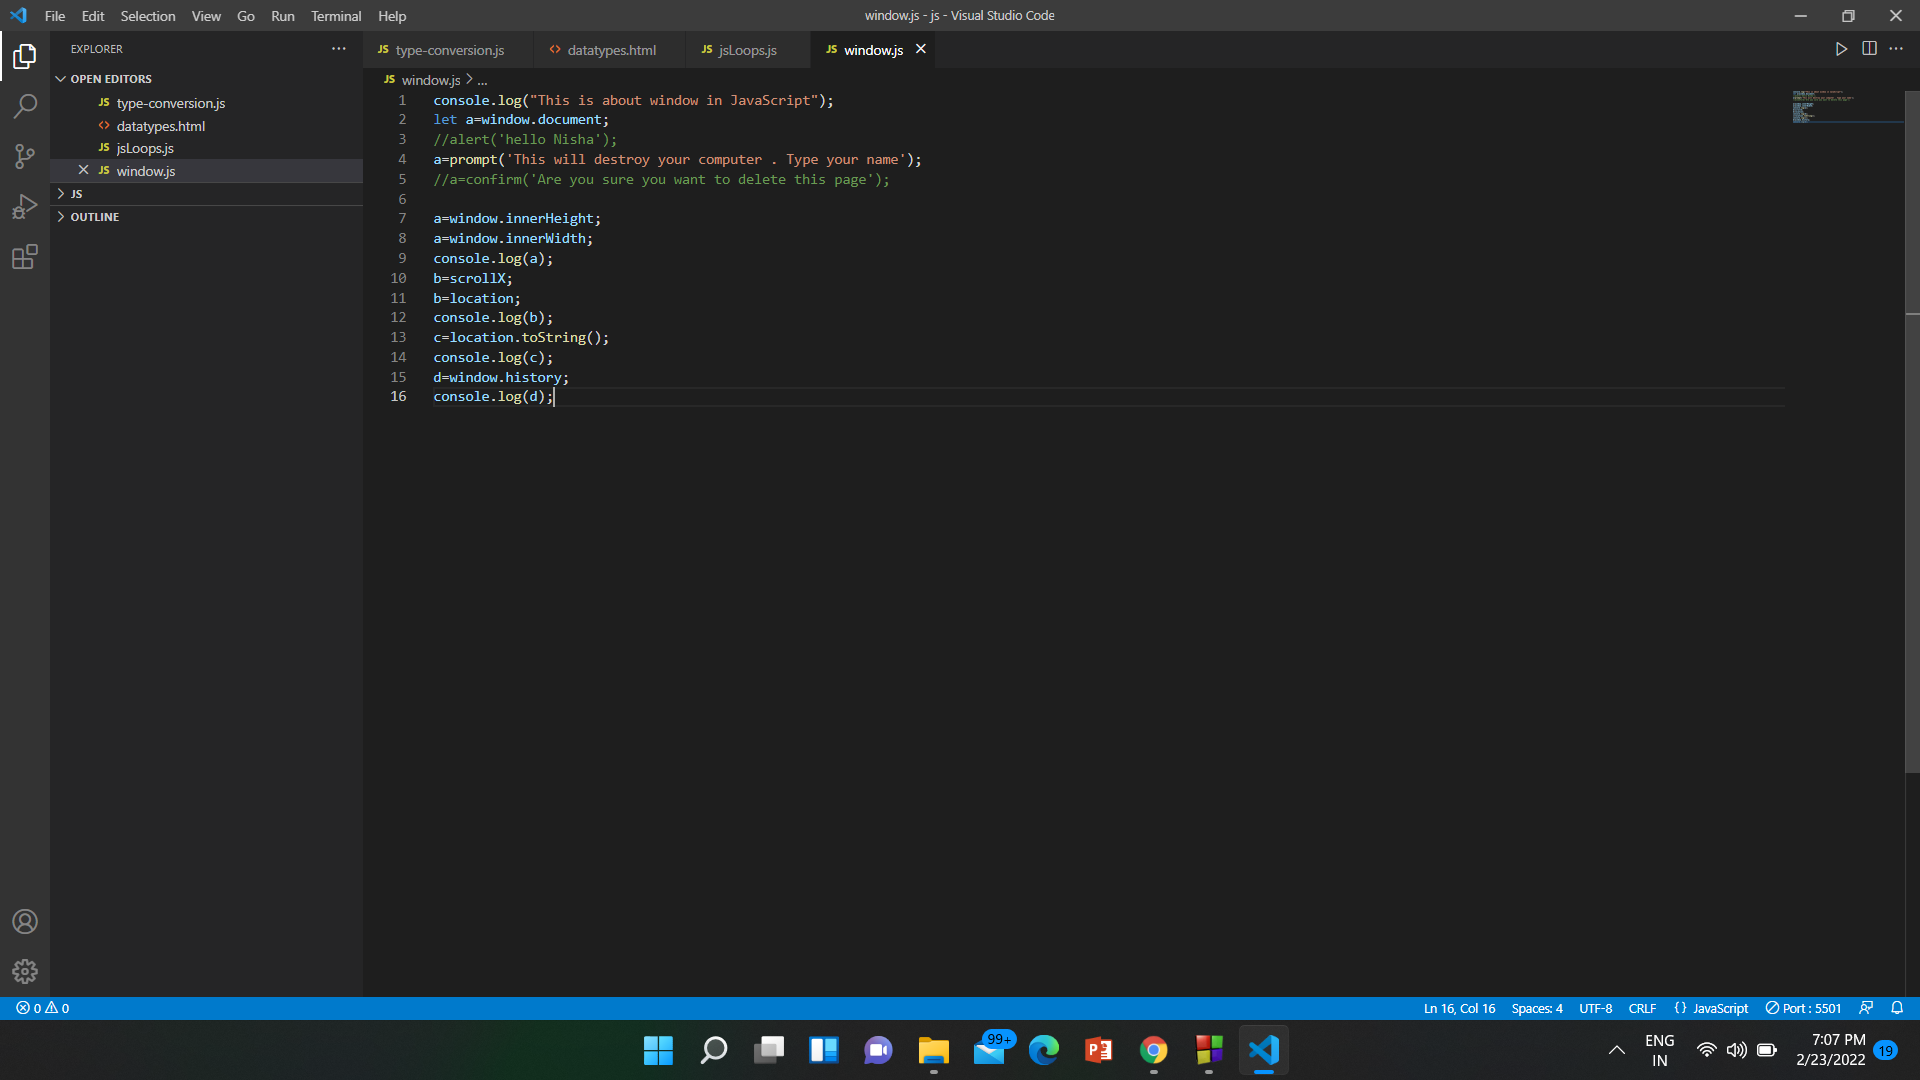 File Edit Selection View Go Run Terminal Help
window.js - js - Visual Studio Code
EXPLORER
OPEN EDITORS
JS type-conversion.js
<> datatypes.html
JS jsLoops.js
JS window.js
JS
OUTLINE
JS type-conversion.js <> datatypes.html JS jsLoops.js JS window.js
JS window.js > ...
1 console.log("This is about window in JavaScript");
2 let a=window.document;
3 //alert('hello Nisha');
4 a=prompt('This will destroy your computer . Type your name');
5 //a=confirm('Are you sure you want to delete this page');
6
7 a=window.innerHeight;
8 a=window.innerWidth;
9 console.log(a);
10 b=scrollX;
11 b=location;
12 console.log(b);
13 c=location.toString();
14 console.log(c);
15 d=window.history;
16 console.log(d);
0 0
Ln 16, Col 16 Spaces: 4 UTF-8 CRLF {} JavaScript Port : 5501
99+
P
ENG
IN
7:07 PM
2/23/2022
19